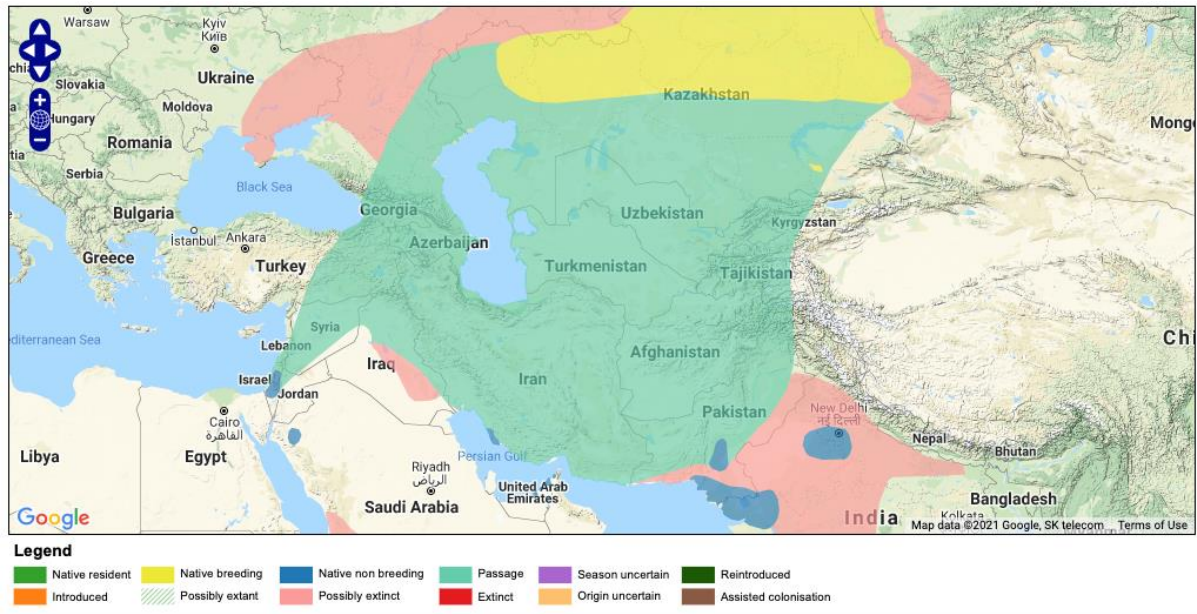 Warsaw
Kyiv
Київ
Ukraine
Slovakia
Moldova
Hungary
Romania
Serbia
Black Sea
Bulgaria
Georgia
İstanbul
Ankara
Greece
Turkey
Azerbaijan
Kazakhstan
Uzbekistan
Kyrgyzstan
Turkmenistan
Tajikistan
Mong
Syria
Lebanon
Iraq
Israel
Jordan
Iran
Afghanistan
Pakistan
Chi
Cairo
القاهرة
Libya
Egypt
Persian Gulf
Riyadh
الرياض
United Arab
Emirates
Saudi Arabia
New Delhi
नई दिल्ली
Nepal
Bhutan
Bangladesh
India
Kolkata
Google
Map data ©2021 Google, SK telecom
Terms of Use
Legend
Native resident
Native breeding
Native non breeding
Passage
Season uncertain
Reintroduced
Introduced
Possibly extant
Possibly extinct
Extinct
Origin uncertain
Assisted colonisation